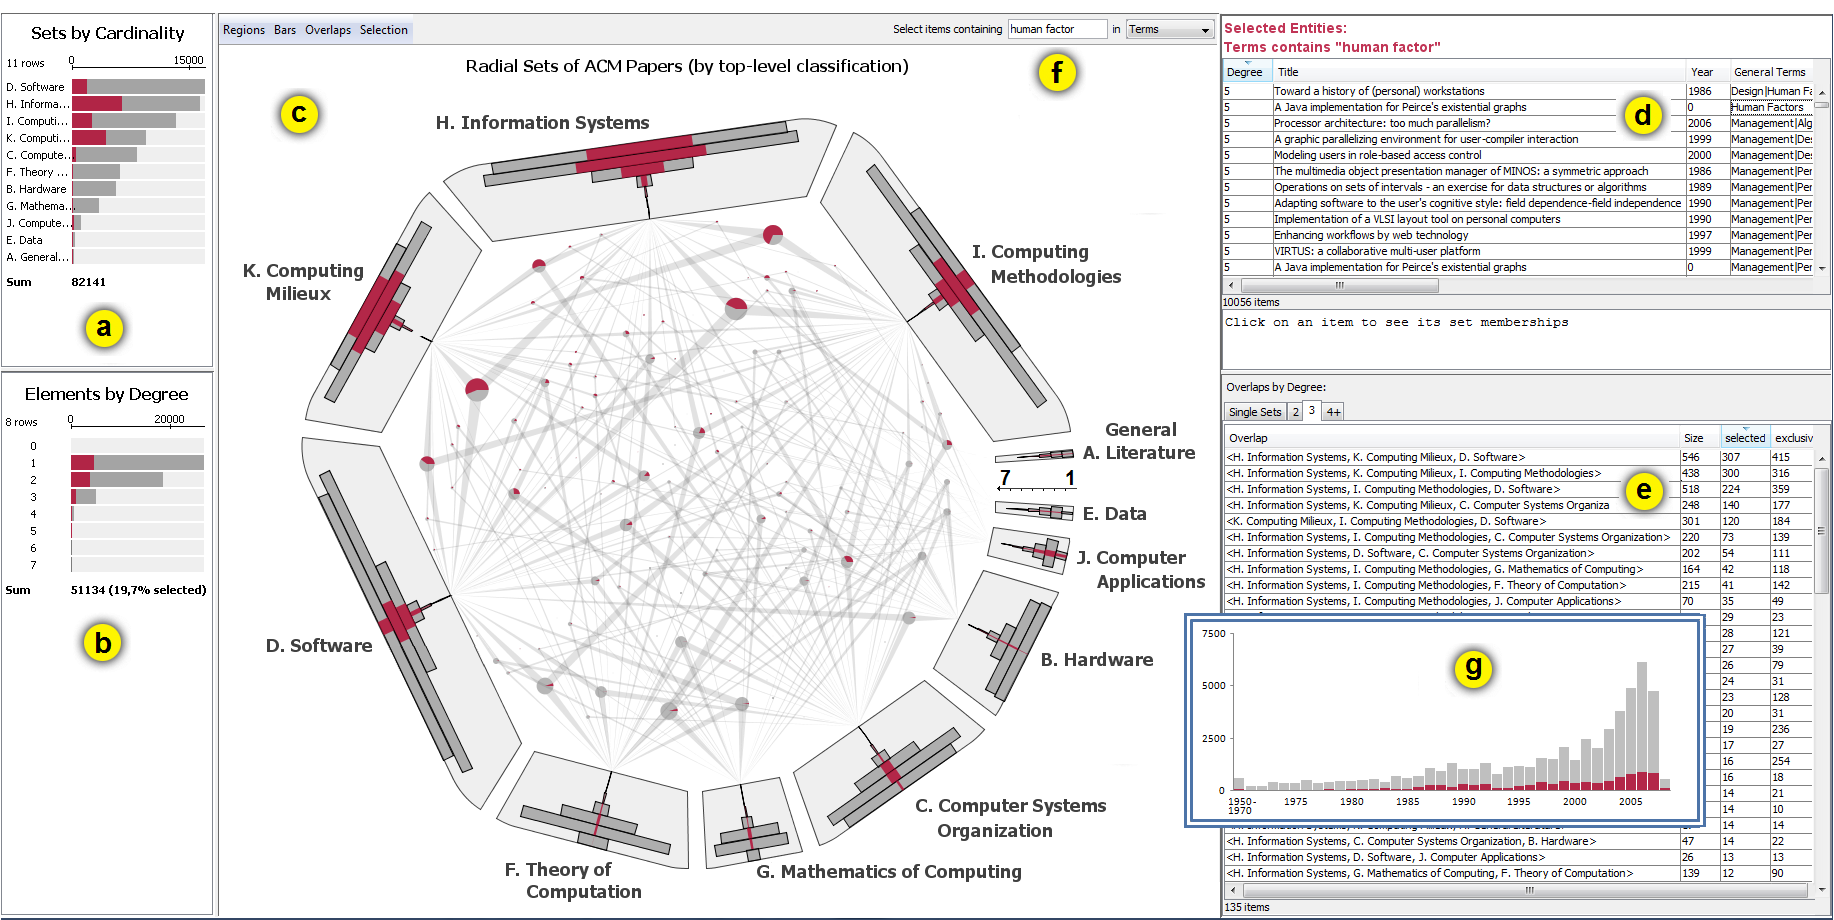 Sets by Cardinality
11 rows
0
15000
D. Software
H. Informa...
I. Computi...
K. Computi...
C. Compute...
F. Theory ...
B. Hardware
G. Mathema...
J. Compute...
E. Data
A. General...
Sum 82141
a
Elements by Degree
8 rows
0
20000
0
1
2
3
4
5
6
7
Sum 51134 (19,7% selected)
b
Regions Bars Overlaps Selection
Select items containing human factor in Terms
Radial Sets of ACM Papers (by top-level classification)
f
c
H. Information Systems
I. Computing
Methodologies
K. Computing
Milieux
General
A. Literature
7 1
E. Data
J. Computer
Applications
D. Software
B. Hardware
C. Computer Systems
Organization
F. Theory of
Computation
G. Mathematics of Computing
Selected Entities:
Terms contains "human factor"
Degree Title Year General Terms
5 Toward a history of (personal) workstations 1986 Design|Human Fa
5 A Java implementation for Peirce's existential graphs 0 Human Factors
5 Processor architecture: too much parallelism? 2006 Management|Alg
5 A graphic parallelizing environment for user-compiler interaction 1999 Management|De
5 Modeling users in role-based access control 2000 Management|De
5 The multimedia object presentation manager of MINOS: a symmetric approach 1986 Management|Per
5 Operations on sets of intervals - an exercise for data structures or algorithms 1989 Management|Per
5 Adapting software to the user's cognitive style: field dependence-field independence 1990 Management|Per
5 Implementation of a VLSI layout tool on personal computers 1990 Management|Per
5 Enhancing workflows by web technology 1997 Management|Per
5 VIRTUS: a collaborative multi-user platform 1999 Management|Per
5 A Java implementation for Peirce's existential graphs 0 Management|Per
d
10056 items
Click on an item to see its set memberships
Overlaps by Degree:
Single Sets 2 3 4+
Overlap Size selected exclusiv
<H. Information Systems, K. Computing Milieux, D. Software> 546 307 415
<H. Information Systems, K. Computing Milieux, I. Computing Methodologies> 438 300 316
<H. Information Systems, I. Computing Methodologies, D. Software> 518 224 359
<H. Information Systems, K. Computing Milieux, C. Computer Systems Organiza 248 140 177
<K. Computing Milieux, I. Computing Methodologies, D. Software> 301 120 184
<H. Information Systems, I. Computing Methodologies, C. Computer Systems Organization> 220 73 139
<H. Information Systems, D. Software, C. Computer Systems Organization> 202 54 111
<H. Information Systems, I. Computing Methodologies, G. Mathematics of Computing> 164 42 118
<H. Information Systems, I. Computing Methodologies, F. Theory of Computation> 215 41 142
<H. Information Systems, I. Computing Methodologies, J. Computer Applications> 70 35 49
29 23
28 121
27 39
26 79
24 31
23 128
20 31
19 236
17 27
16 254
16 18
14 21
14 10
14 14
<H. Information Systems, C. Computer Systems Organization, B. Hardware> 47 14 22
<H. Information Systems, D. Software, J. Computer Applications> 26 13 13
<H. Information Systems, G. Mathematics of Computing, F. Theory of Computation> 139 12 90
e
135 items
7500
5000
2500
0
1950-
1970
1975
1980
1985
1990
1995
2000
2005
g